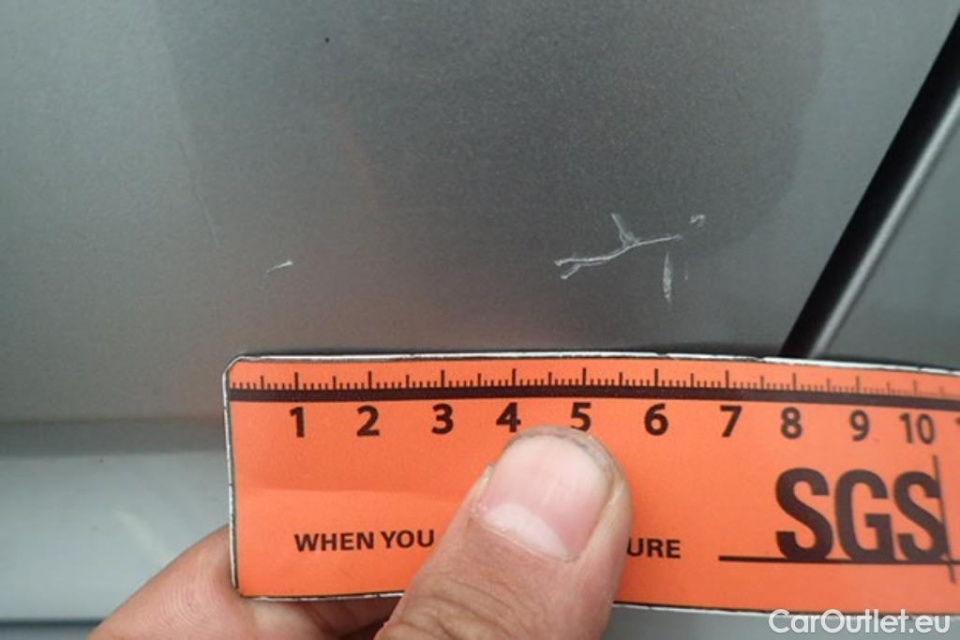 1 2 3 4 5 6 7 8 9 10
SGS
WHEN YOU URE
CarOutlet.eu